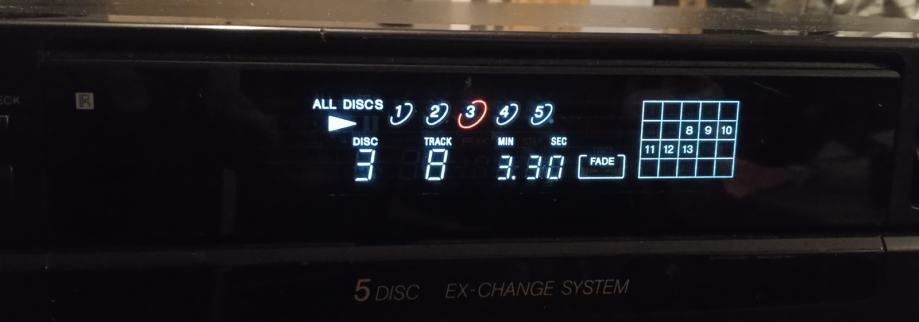 ALL DISCS 1 2 3 4 5
DISC TRACK MIN SEC
3 8 3.30 FADE
8 9 10
11 12 13
5 DISC EX-CHANGE SYSTEM